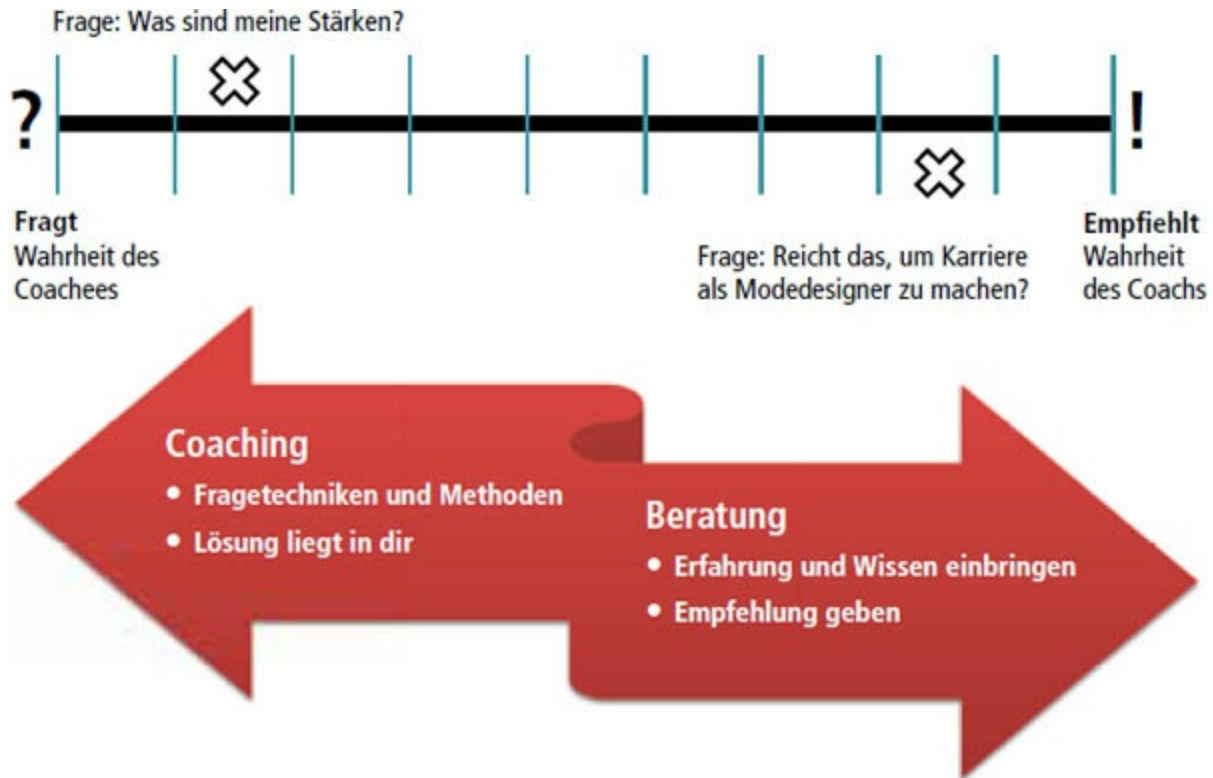 Frage: Was sind meine Stärken?
?
!
Fragt
Wahrheit des
Coachees
Frage: Reicht das, um Karriere
als Modedesigner zu machen?
Empfiehlt
Wahrheit
des Coachs
Coaching
• Fragetechniken und Methoden
• Lösung liegt in dir
Beratung
• Erfahrung und Wissen einbringen
• Empfehlung geben